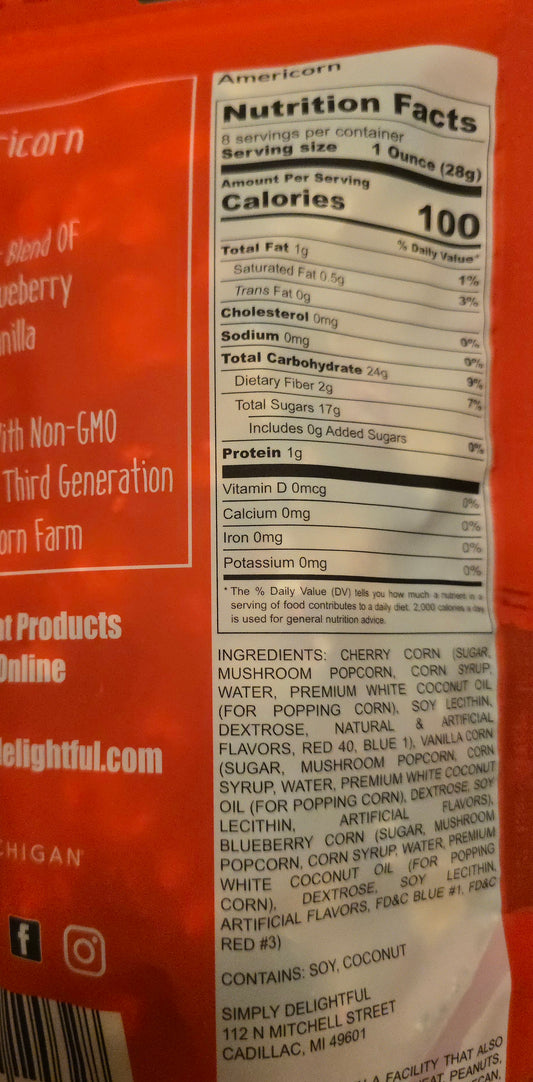 Americorn
Nutrition Facts
8 servings per container
Serving size 1 Ounce (28g)
Amount Per Serving
Calories 100
% Daily Value*
Total Fat 1g 1%
Saturated Fat 0.5g 3%
Trans Fat 0g
Cholesterol 0mg 0%
Sodium 0mg 0%
Total Carbohydrate 24g 9%
Dietary Fiber 2g 7%
Total Sugars 17g
Includes 0g Added Sugars 0%
Protein 1g
Vitamin D 0mcg 0%
Calcium 0mg 0%
Iron 0mg 0%
Potassium 0mg 0%
* The % Daily Value (DV) tells you how much a nutrient in a
serving of food contributes to a daily diet. 2,000 calories a day
is used for general nutrition advice.
INGREDIENTS: CHERRY CORN (SUGAR,
MUSHROOM POPCORN, CORN SYRUP,
WATER, PREMIUM WHITE COCONUT OIL
(FOR POPPING CORN), SOY LECITHIN,
DEXTROSE, NATURAL & ARTIFICIAL
FLAVORS, RED 40, BLUE 1), VANILLA CORN
(SUGAR, MUSHROOM POPCORN, CORN
SYRUP, WATER, PREMIUM WHITE COCONUT
OIL (FOR POPPING CORN), DEXTROSE, SOY
LECITHIN, ARTIFICIAL FLAVORS),
BLUEBERRY CORN (SUGAR, MUSHROOM
POPCORN, CORN SYRUP, WATER, PREMIUM
WHITE COCONUT OIL (FOR POPPING
CORN), DEXTROSE, SOY LECITHIN,
ARTIFICIAL FLAVORS, FD&C BLUE #1, FD&C
RED #3)
CONTAINS: SOY, COCONUT
SIMPLY DELIGHTFUL
112 N MITCHELL STREET
CADILLAC, MI 49601
A FACILITY THAT ALSO
PEANUTS,
ricorn
Blend OF
ueberry
nilla
ith Non-GMO
Third Generation
orn Farm
at Products
Online
delightful.com
CHIGAN
f